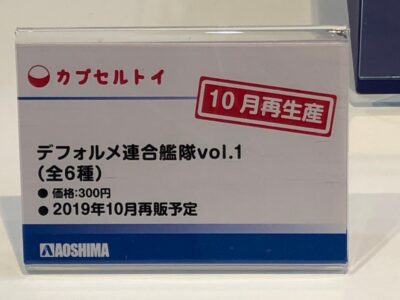 カプセルトイ
10月再生産
デフォルメ連合艦隊vol.1
(全6種)
● 価格:300円
● 2019年10月再販予定
AOSHIMA